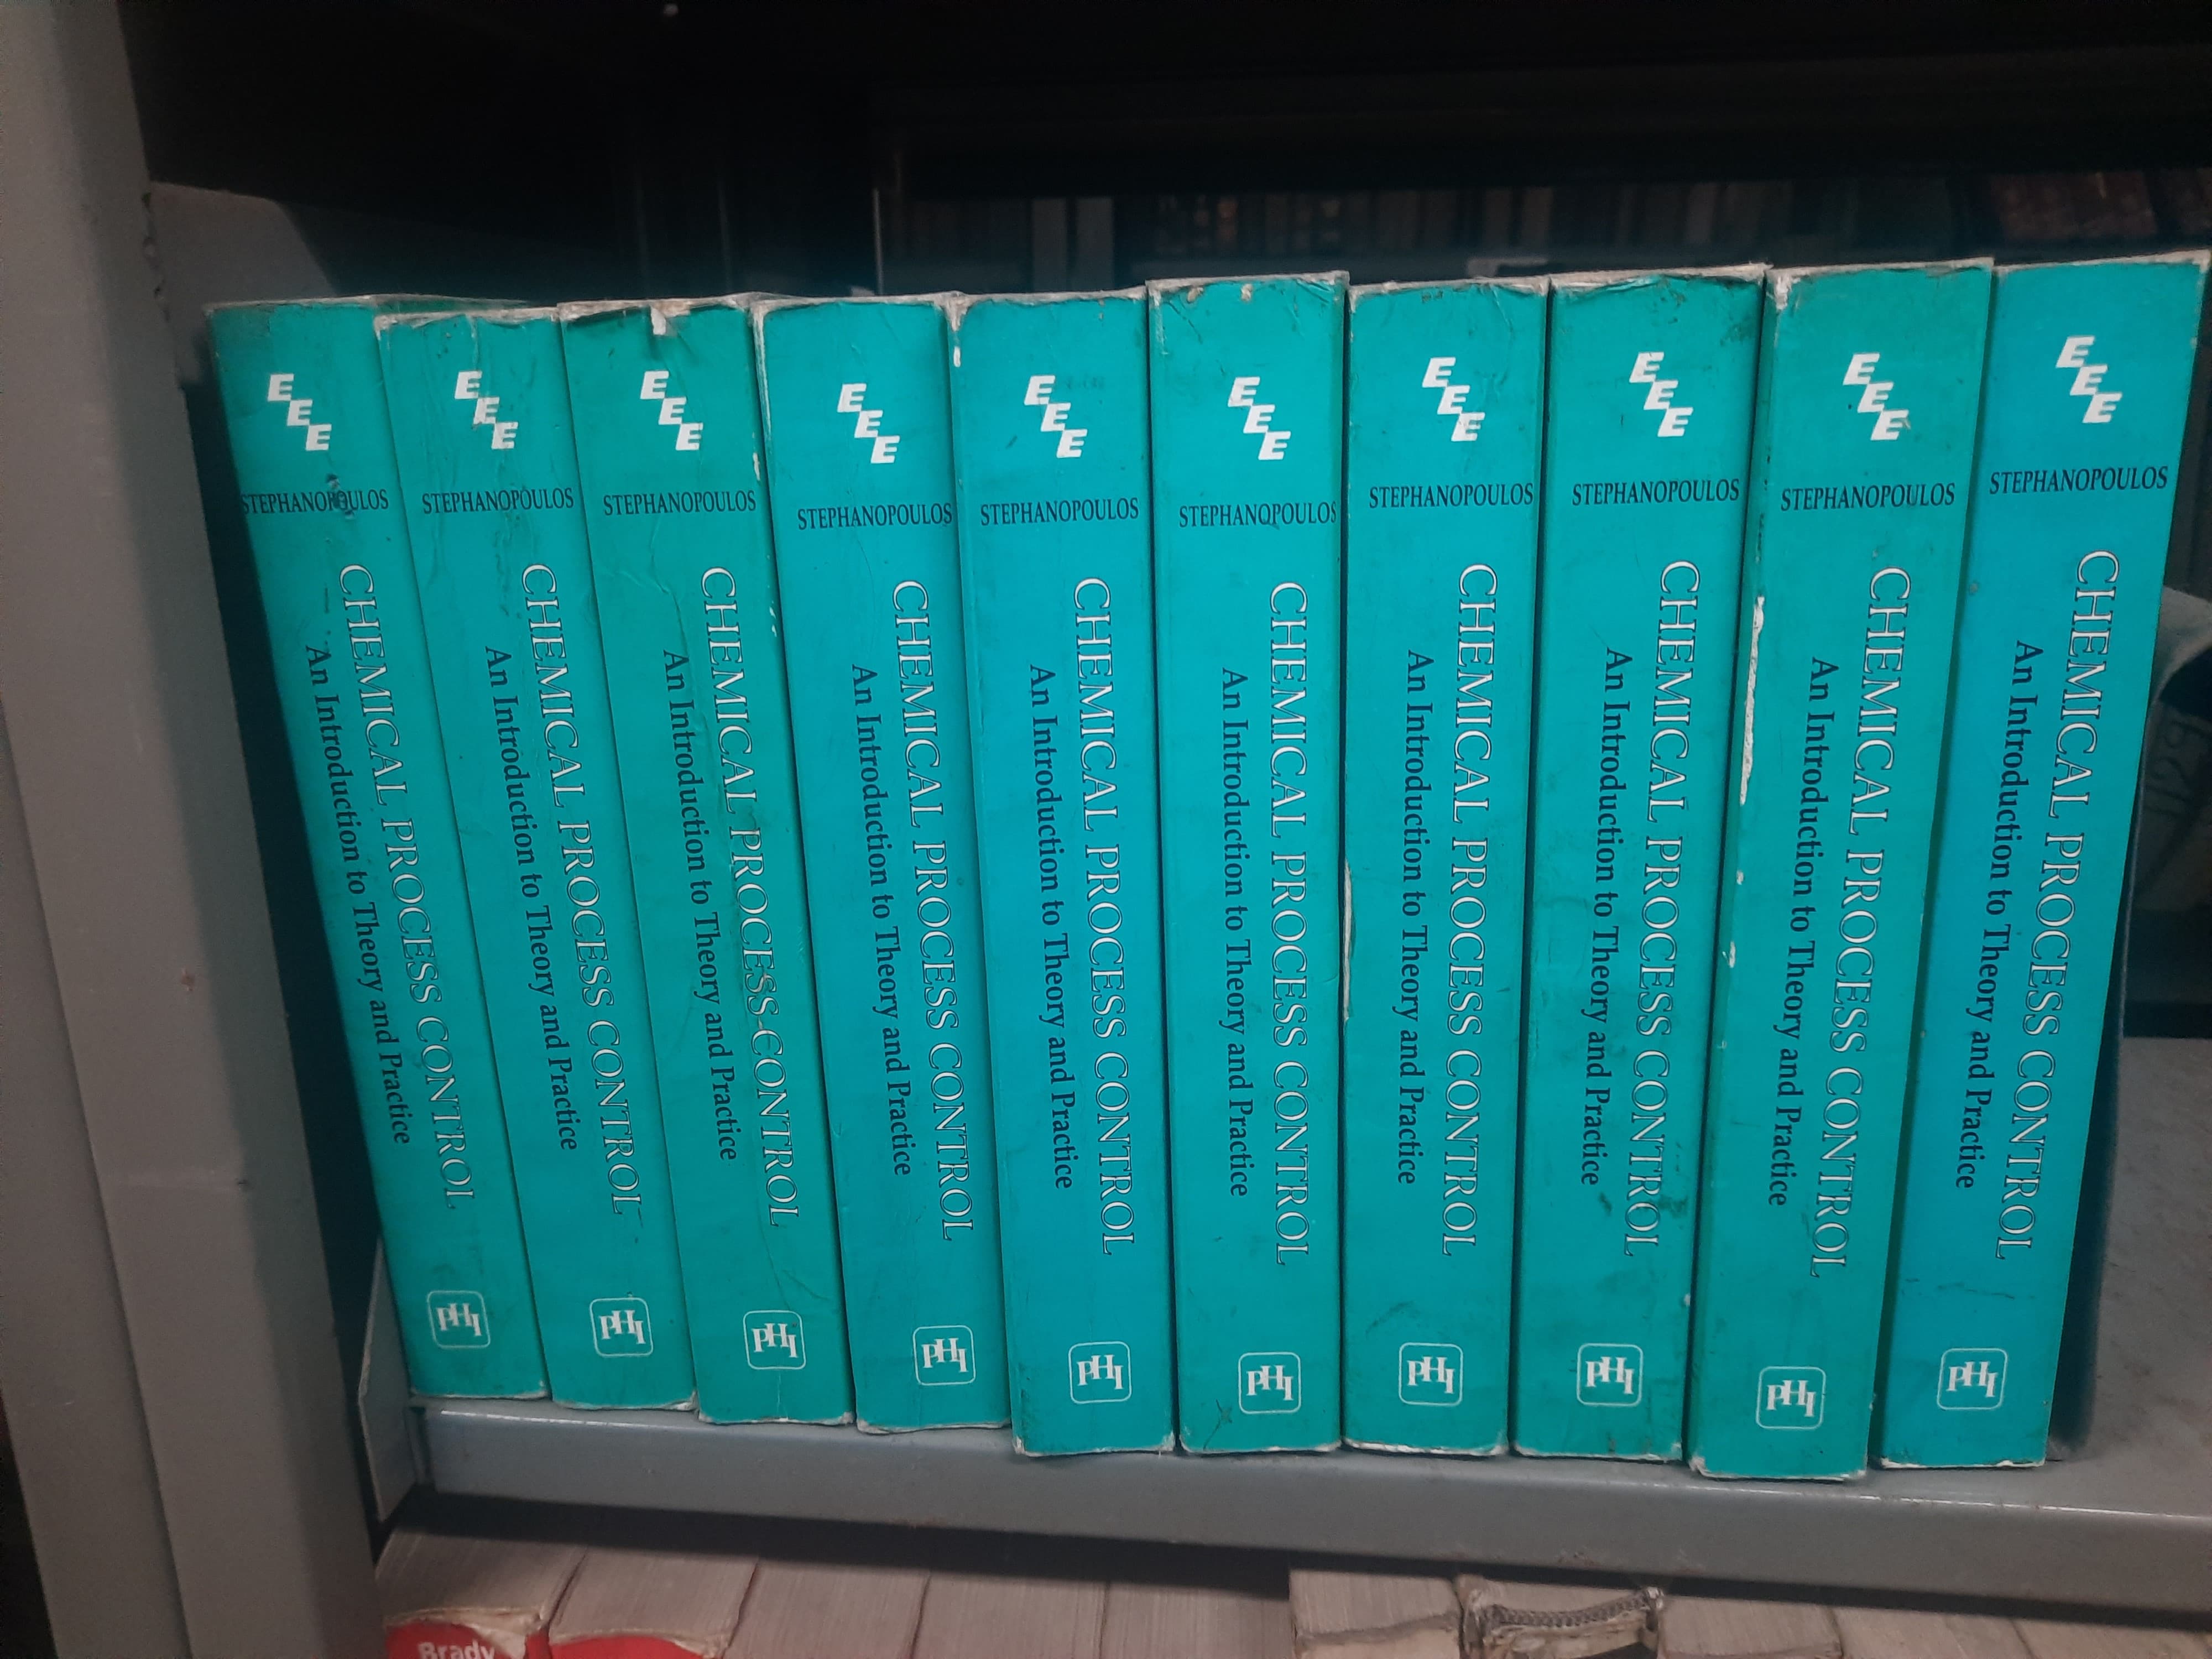 EEE
STEPHANOPOULOS
CHEMICAL PROCESS CONTROL
An Introduction to Theory and Practice
PHI
EEE
STEPHANOPOULOS
CHEMICAL PROCESS CONTROL
An Introduction to Theory and Practice
PHI
EEE
STEPHANOPOULOS
CHEMICAL PROCESS CONTROL
An Introduction to Theory and Practice
PHI
EEE
STEPHANOPOULOS
CHEMICAL PROCESS CONTROL
An Introduction to Theory and Practice
PHI
EEE
STEPHANOPOULOS
CHEMICAL PROCESS CONTROL
An Introduction to Theory and Practice
PHI
EEE
STEPHANOPOULOS
CHEMICAL PROCESS CONTROL
An Introduction to Theory and Practice
PHI
EEE
STEPHANOPOULOS
CHEMICAL PROCESS CONTROL
An Introduction to Theory and Practice
PHI
EEE
STEPHANOPOULOS
CHEMICAL PROCESS CONTROL
An Introduction to Theory and Practice
PHI
EEE
STEPHANOPOULOS
CHEMICAL PROCESS CONTROL
An Introduction to Theory and Practice
PHI
EEE
STEPHANOPOULOS
CHEMICAL PROCESS CONTROL
An Introduction to Theory and Practice
PHI
Brady